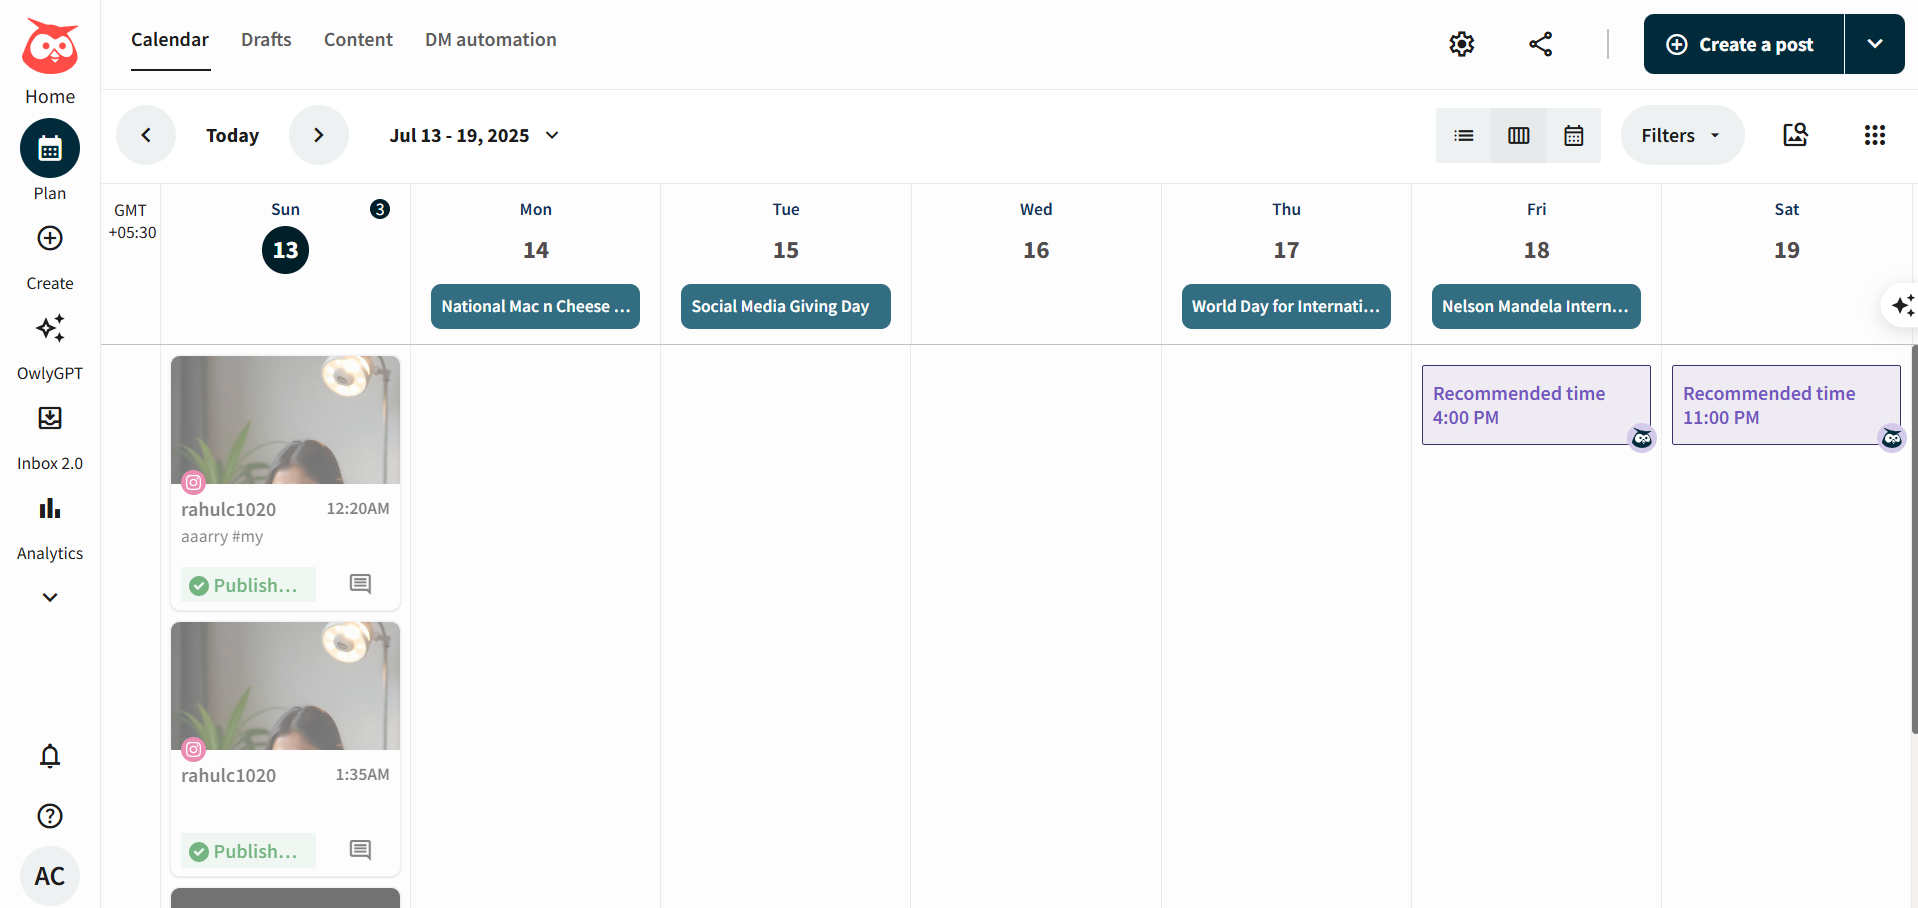 Calendar
Drafts
Content
DM automation
Create a post
Home
Plan
Create
OwlyGPT
Inbox 2.0
Analytics
AC
Today
Jul 13 - 19, 2025
Filters
GMT
+05:30
Sun
3
13
Mon
14
National Mac n Cheese ...
Tue
15
Social Media Giving Day
Wed
16
Thu
17
World Day for Internati...
Fri
18
Nelson Mandela Intern...
Sat
19
rahulc1020 12:20AM
aaarry #my
Publish...
rahulc1020 1:35AM
Publish...
Recommended time
4:00 PM
Recommended time
11:00 PM